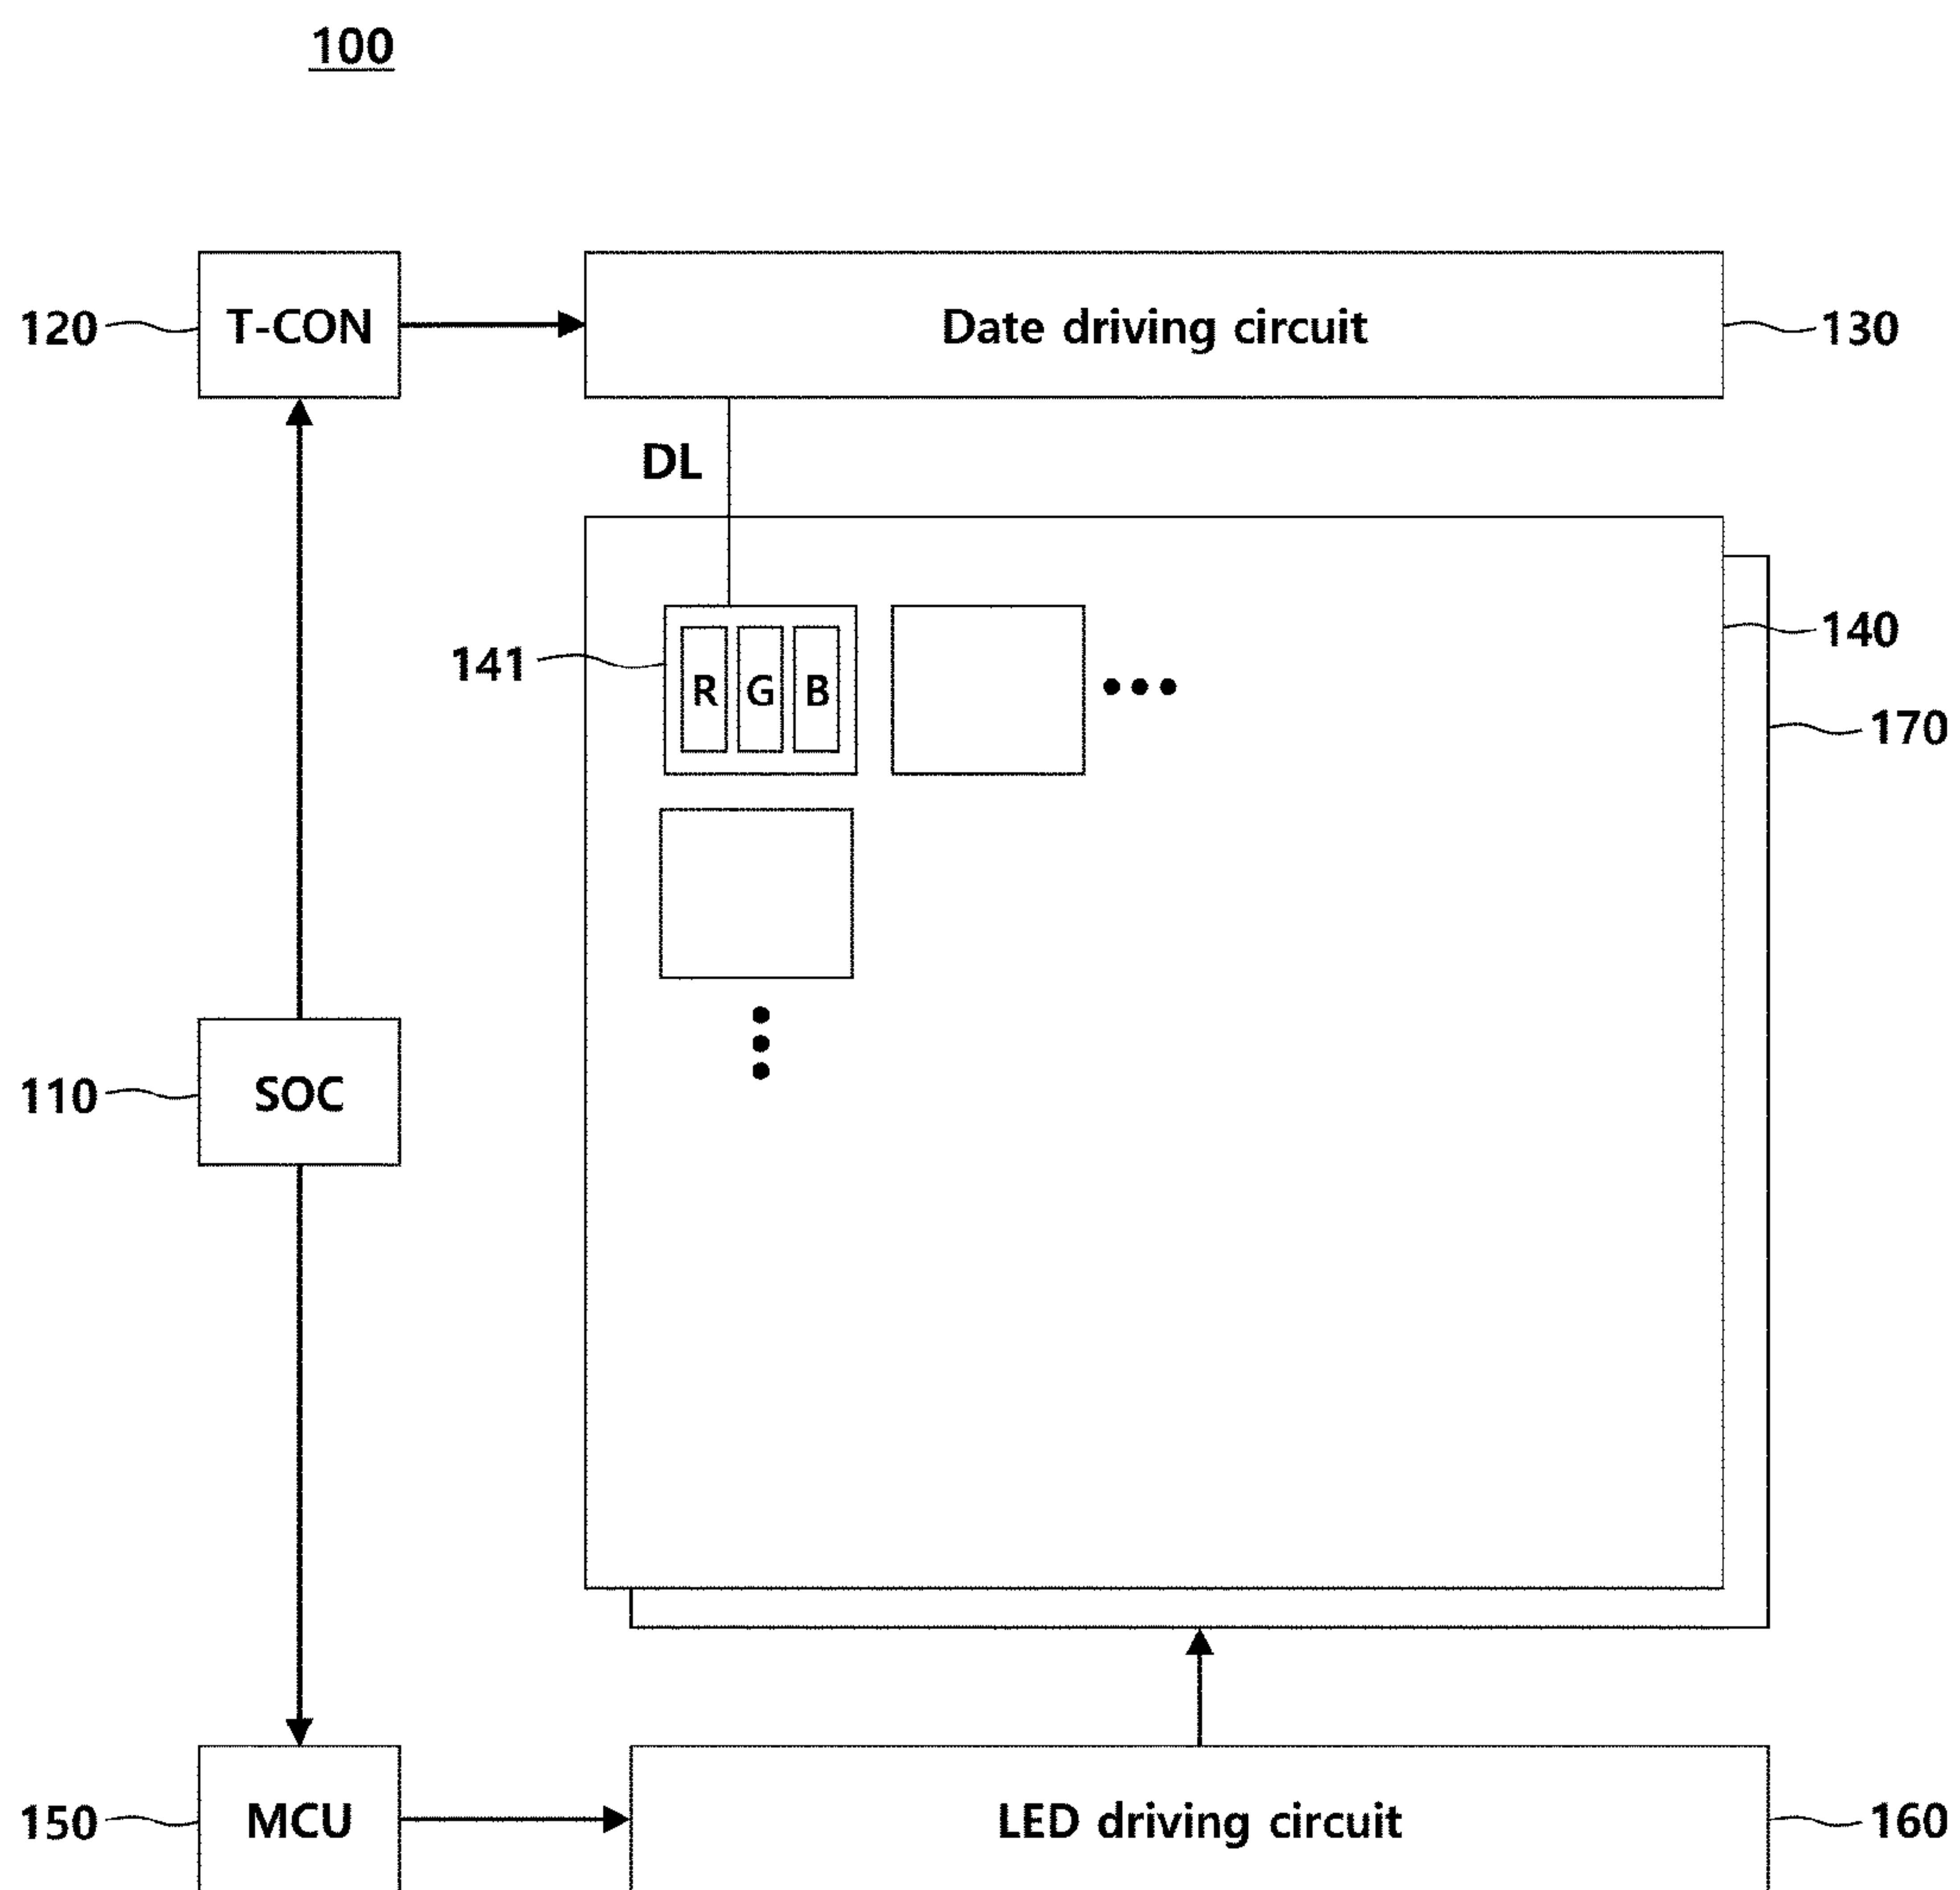 100
120
T-CON
Date driving circuit
130
DL
141
R
G
B
140
170
110
SOC
150
MCU
LED driving circuit
160